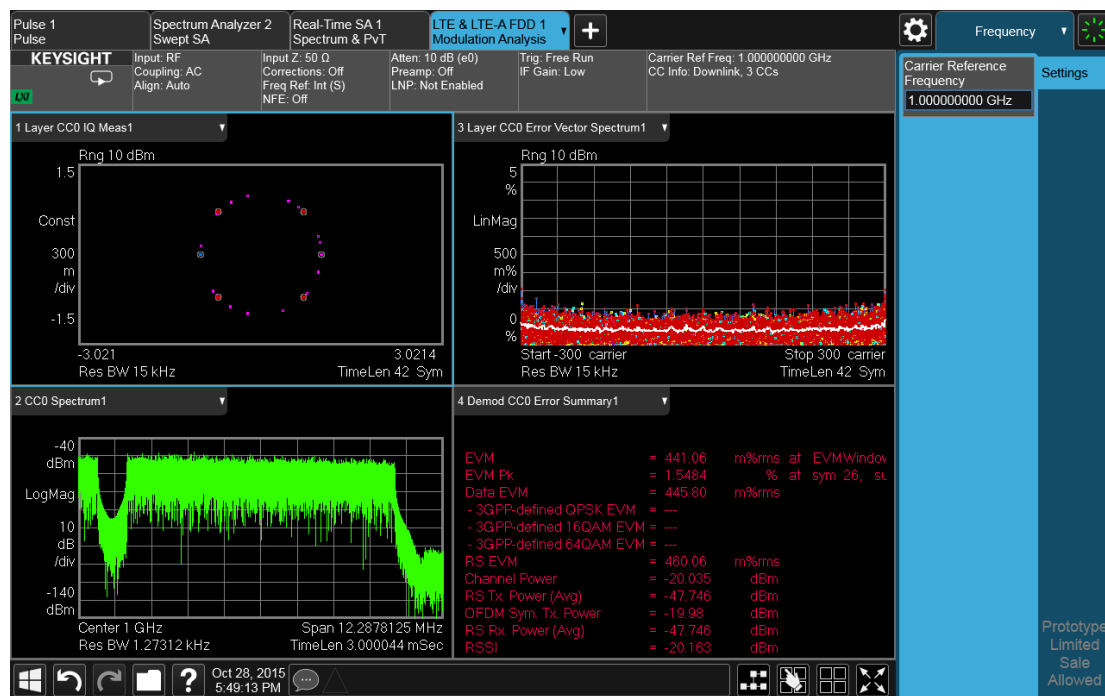 Pulse 1
Pulse
Spectrum Analyzer 2
Swept SA
Real-Time SA 1
Spectrum & PvT
LTE & LTE-A FDD 1
Modulation Analysis
Frequency
KEYSIGHT
LXI
Input: RF
Coupling: AC
Align: Auto
Input Z: 50 Ω
Corrections: Off
Freq Ref: Int (S)
NFE: Off
Atten: 10 dB (e0)
Preamp: Off
LNP: Not Enabled
Trig: Free Run
IF Gain: Low
Carrier Ref Freq: 1.000000000 GHz
CC Info: Downlink, 3 CCs
Carrier Reference
Frequency
1.000000000 GHz
Settings
1 Layer CC0 IQ Meas1
Rng 10 dBm
1.5
Const
300
m
/div
-1.5
-3.021
3.0214
Res BW 15 kHz
TimeLen 42 Sym
3 Layer CC0 Error Vector Spectrum1
Rng 10 dBm
5
%
LinMag
500
m%
/div
0
%
Start -300 carrier
Stop 300 carrier
Res BW 15 kHz
TimeLen 42 Sym
2 CC0 Spectrum1
-40
dBm
LogMag
10
dB
/div
-140
dBm
Center 1 GHz
Span 12.2878125 MHz
Res BW 1.27312 kHz
TimeLen 3.000044 mSec
4 Demod CC0 Error Summary1
EVM = 441.06 m%rms at EVMWindow
EVM Pk = 1.5484 % at sym 26, su
Data EVM = 445.80 m%rms
- 3GPP-defined QPSK EVM = ---
- 3GPP-defined 16QAM EVM = ---
- 3GPP-defined 64QAM EVM = ---
RS EVM = 460.06 m%rms
Channel Power = -20.035 dBm
RS Tx. Power (Avg) = -47.746 dBm
OFDM Sym. Tx. Power = -19.98 dBm
RS Rx. Power (Avg) = -47.746 dBm
RSSI = -20.163 dBm
Prototype
Limited
Sale
Allowed
?
Oct 28, 2015
5:49:13 PM